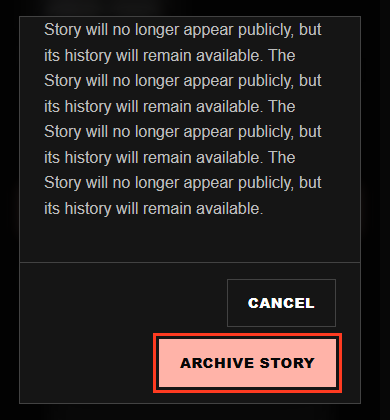 Story will no longer appear publicly, but
its history will remain available. The
Story will no longer appear publicly, but
its history will remain available. The
Story will no longer appear publicly, but
its history will remain available. The
Story will no longer appear publicly, but
its history will remain available.
CANCEL
ARCHIVE STORY